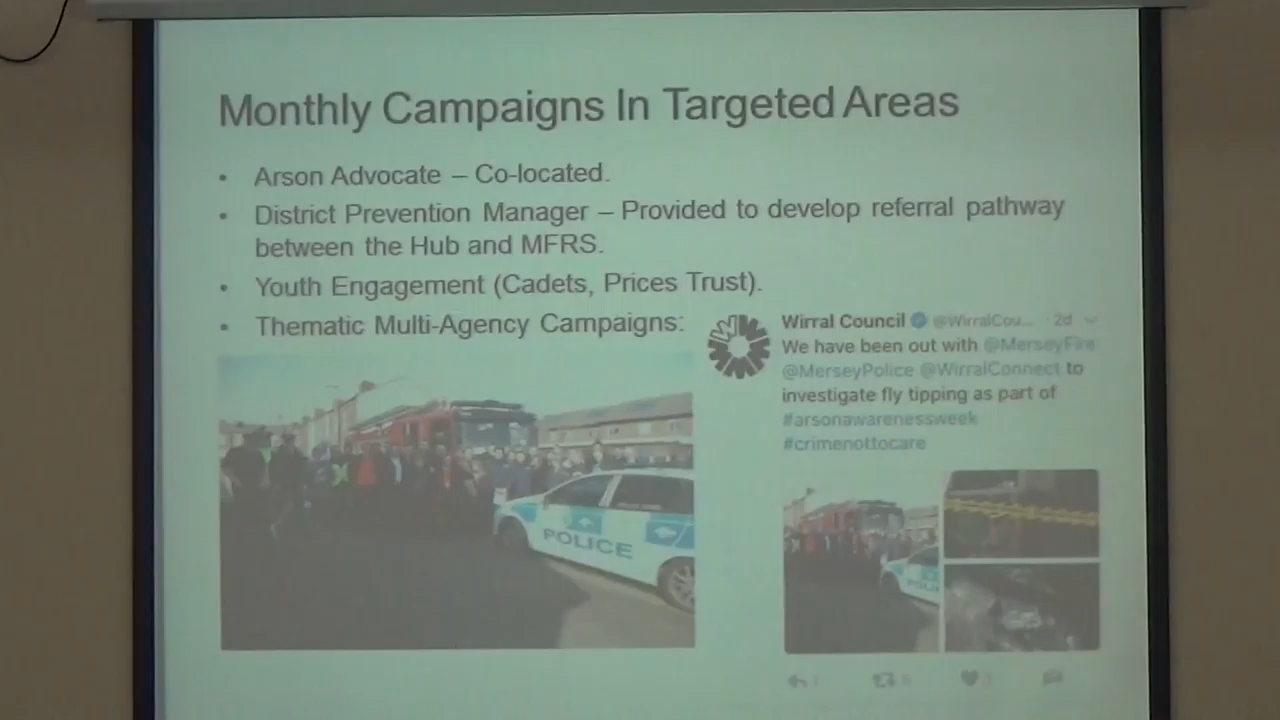 Monthly Campaigns In Targeted Areas
• Arson Advocate – Co-located.
• District Prevention Manager – Provided to develop referral pathway
between the Hub and MFRS.
• Youth Engagement (Cadets, Prices Trust).
• Thematic Multi-Agency Campaigns:
Wirral Council @WirralCou... · 2d
We have been out with @MerseyFire
@MerseyPolice @WirralConnect to
investigate fly tipping as part of
#arsonawarenessweek
#crimenottocare
POLICE